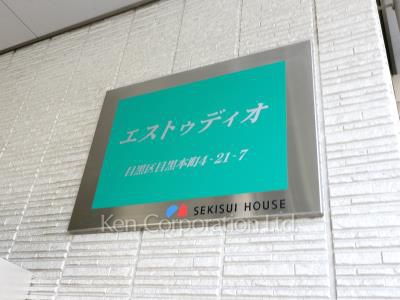 エストゥディオ
目黒区目黒本町4-21-7
SEKISUI HOUSE
Ken Corporation Ltd.